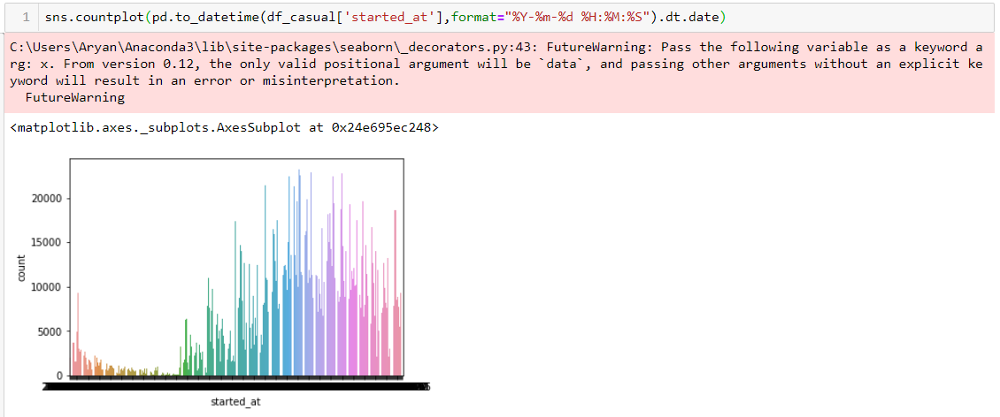 1 sns.countplot(pd.to_datetime(df_casual['started_at'],format="%Y-%m-%d %H:%M:%S").dt.date)
C:\Users\Aryan\Anaconda3\lib\site-packages\seaborn\_decorators.py:43: FutureWarning: Pass the following variable as a keyword a
rg: x. From version 0.12, the only valid positional argument will be `data`, and passing other arguments without an explicit ke
yword will result in an error or misinterpretation.
FutureWarning
<matplotlib.axes._subplots.AxesSubplot at 0x24e695ec248>
20000
15000
count
10000
5000
0
started_at